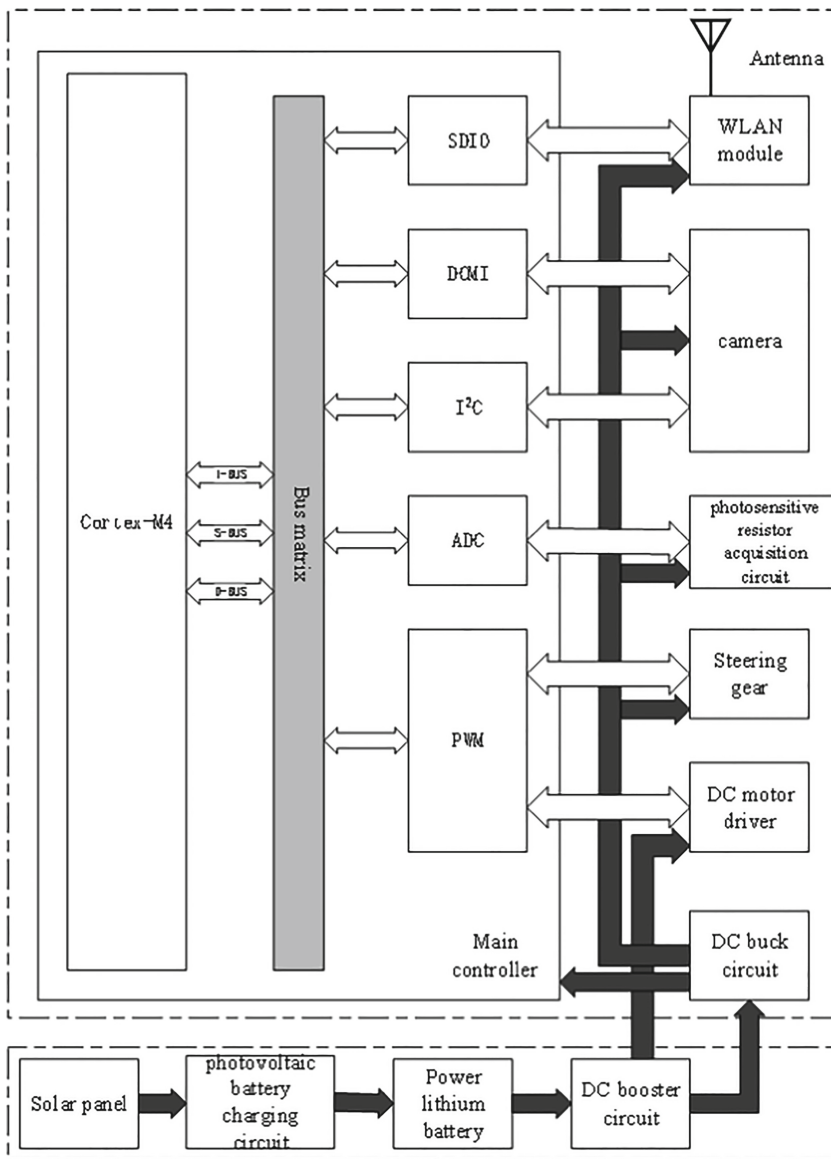 Antenna
SDIO
WLAN
module
DCMI
camera
I²C
I-BUS
Cortex-M4
S-BUS
Bus matrix
D-BUS
ADC
photosensitive
resistor
acquisition
circuit
PWM
Steering
gear
DC motor
driver
Main
controller
DC buck
circuit
Solar panel
photovoltaic
battery
charging
circuit
Power
lithium
battery
DC booster
circuit